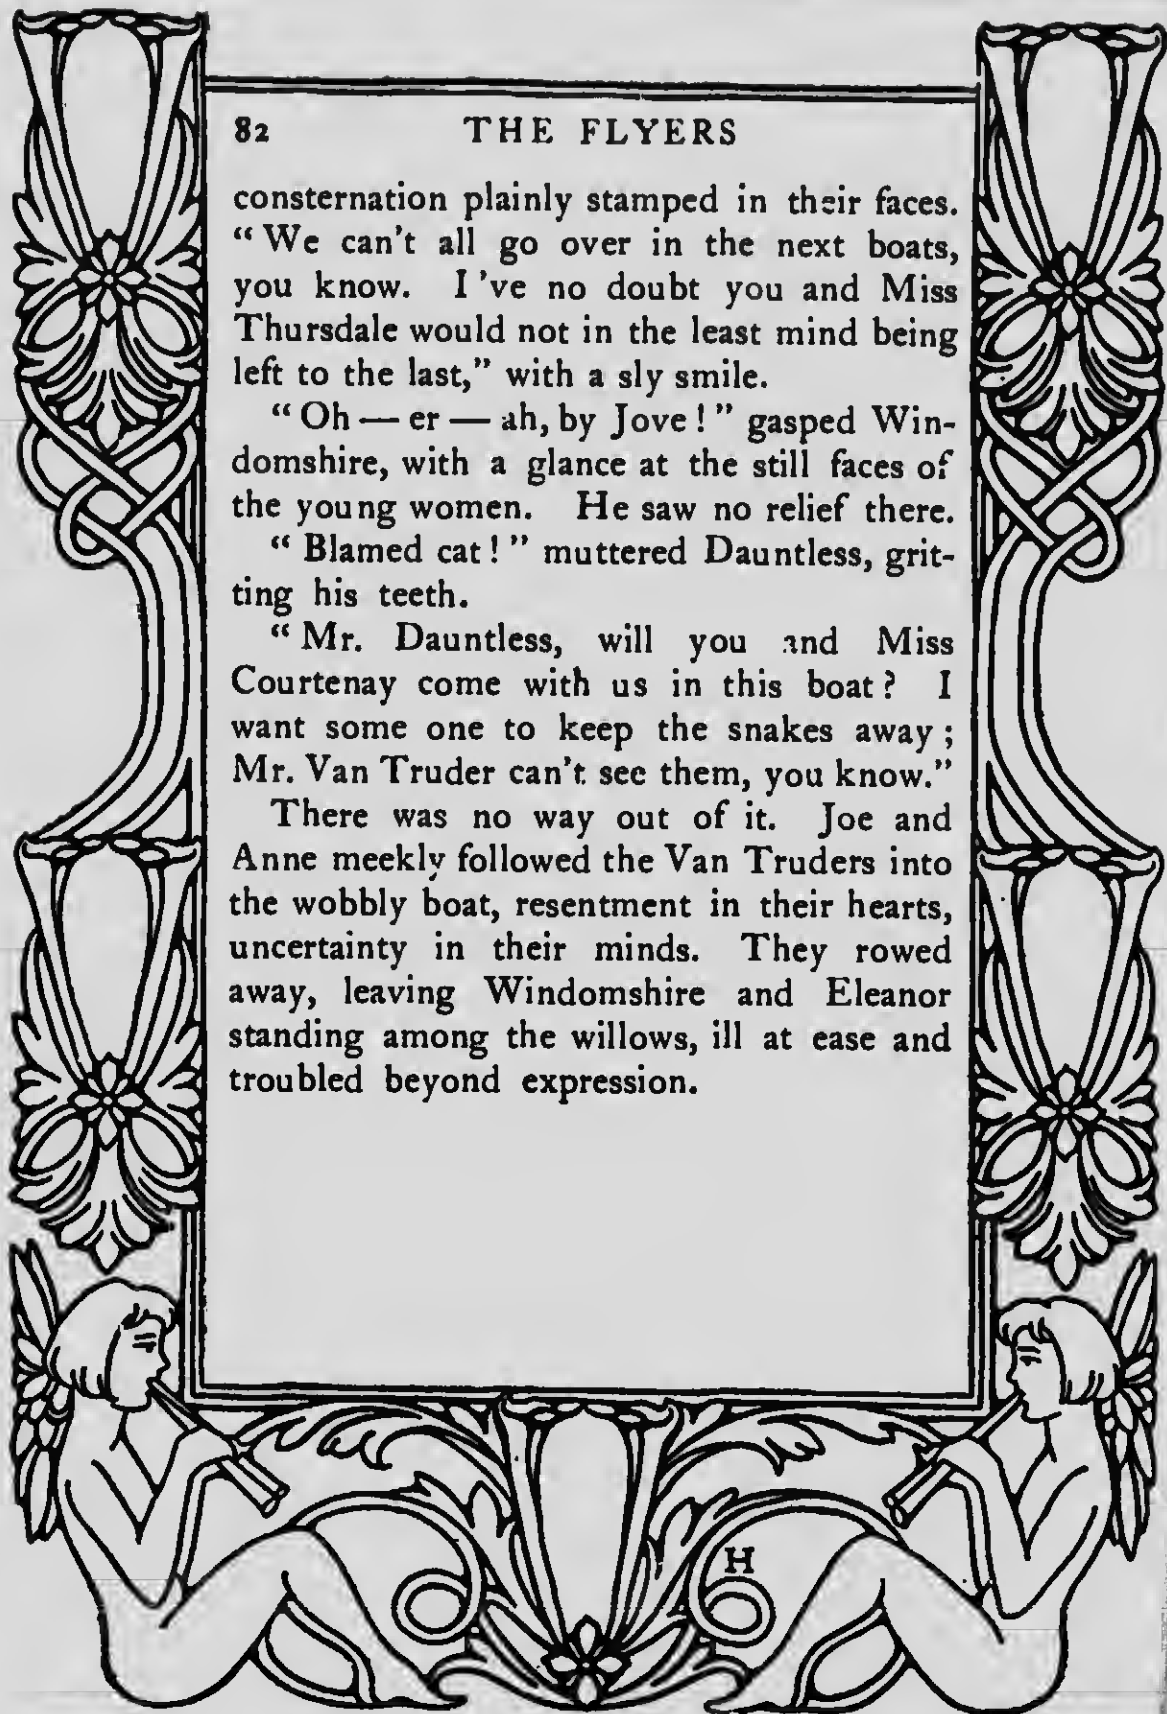 82 THE FLYERS
consternation plainly stamped in their faces.
“We can't all go over in the next boats,
you know. I 've no doubt you and Miss
Thursdale would not in the least mind being
left to the last,” with a sly smile.
“Oh — er — ah, by Jove!” gasped Win-
domshire, with a glance at the still faces of
the young women. He saw no relief there.
“Blamed cat!” muttered Dauntless, grit-
ting his teeth.
“Mr. Dauntless, will you and Miss
Courtenay come with us in this boat? I
want some one to keep the snakes away;
Mr. Van Truder can't see them, you know.”
There was no way out of it. Joe and
Anne meekly followed the Van Truders into
the wobbly boat, resentment in their hearts,
uncertainty in their minds. They rowed
away, leaving Windomshire and Eleanor
standing among the willows, ill at ease and
troubled beyond expression.
H